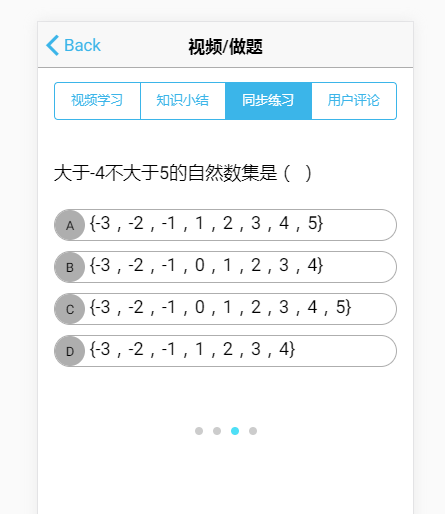 Back
视频/做题
视频学习 知识小结 同步练习 用户评论
大于-4不大于5的自然数集是（ ）
A {-3，-2，-1，1，2，3，4，5}
B {-3，-2，-1，0，1，2，3，4}
C {-3，-2，-1，0，1，2，3，4，5}
D {-3，-2，-1，1，2，3，4}